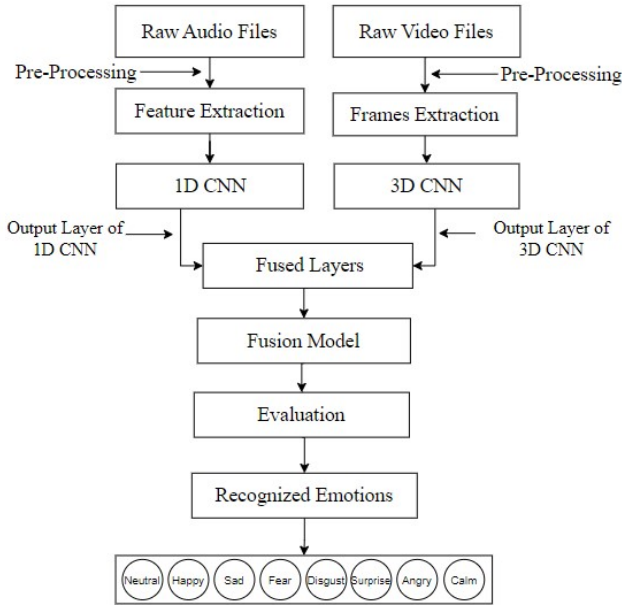 Raw Audio Files
Raw Video Files
Pre-Processing
Pre-Processing
Feature Extraction
Frames Extraction
1D CNN
3D CNN
Output Layer of
1D CNN
Output Layer of
3D CNN
Fused Layers
Fusion Model
Evaluation
Recognized Emotions
Neutral
Happy
Sad
Fear
Disgust
Surprise
Angry
Calm